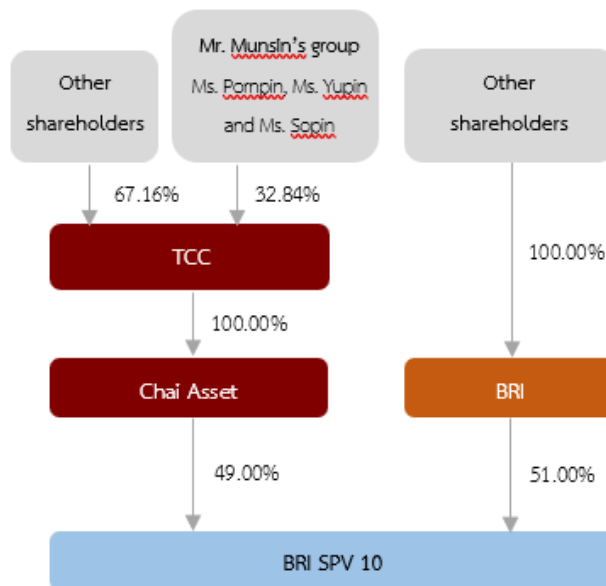 Other
shareholders
Mr. Munsin's group
Ms. Pornpin, Ms. Yupin
and Ms. Sopin
Other
shareholders
67.16%
32.84%
100.00%
TCC
100.00%
Chai Asset
BRI
49.00%
51.00%
BRI SPV 10